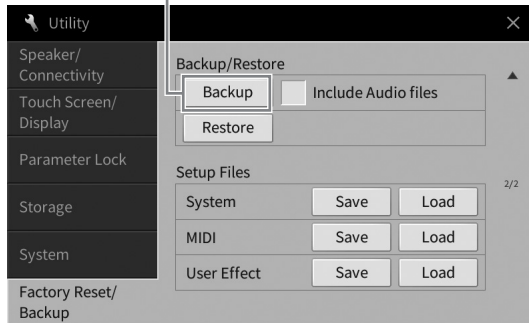 Utility
Speaker/
Connectivity
Touch Screen/
Display
Parameter Lock
Storage
System
Factory Reset/
Backup
Backup/Restore
Backup Include Audio files
Restore
Setup Files
System Save Load
MIDI Save Load
User Effect Save Load
2/2